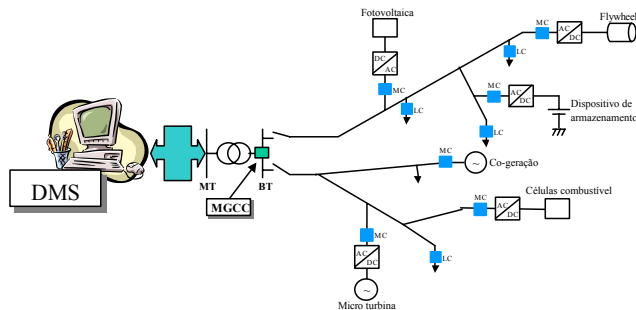 Fotovoltaica
DC
AC
MC
LC
MC
AC
DC
Flywheel
LC
MC
AC
DC
Dispositivo de
armazenamento
LC
DMS
MT
MGCC
BT
MC
~
Co-geração
MC
AC
DC
Células combustível
LC
MC
AC
DC
~
Micro turbina